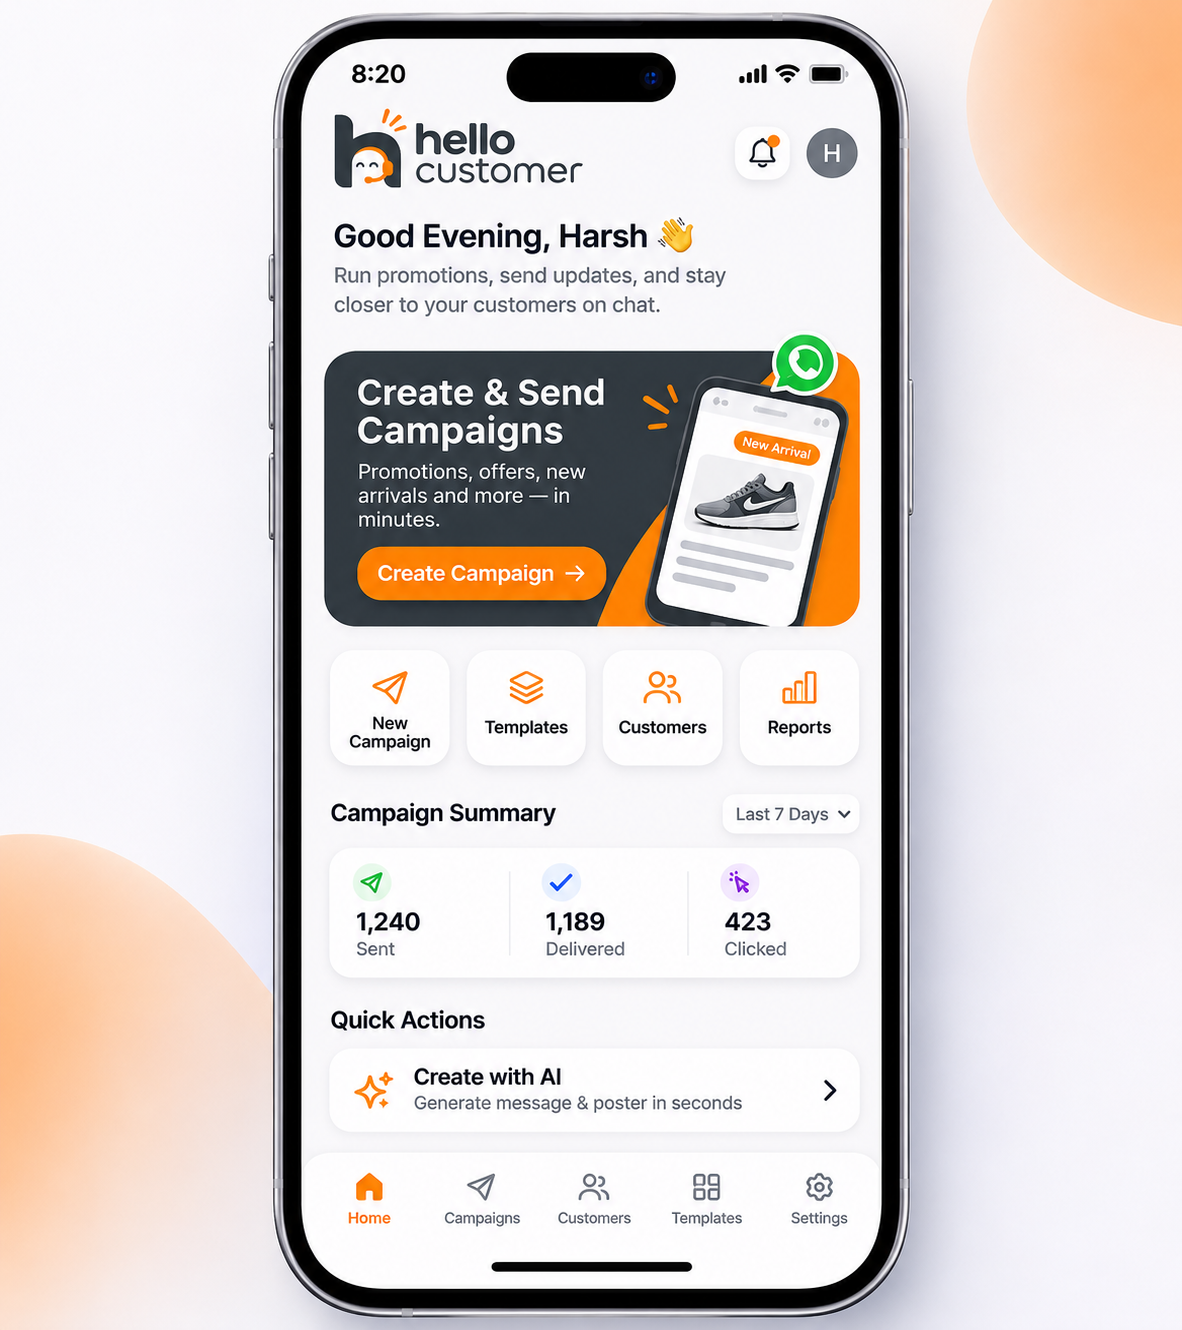 8:20
hello
customer
H
Good Evening, Harsh 👋
Run promotions, send updates, and stay
closer to your customers on chat.
Create & Send
Campaigns
Promotions, offers, new
arrivals and more — in
minutes.
Create Campaign →
New Arrival
New
Campaign
Templates
Customers
Reports
Campaign Summary
Last 7 Days
1,240
Sent
1,189
Delivered
423
Clicked
Quick Actions
Create with AI
Generate message & poster in seconds
Home
Campaigns
Customers
Templates
Settings